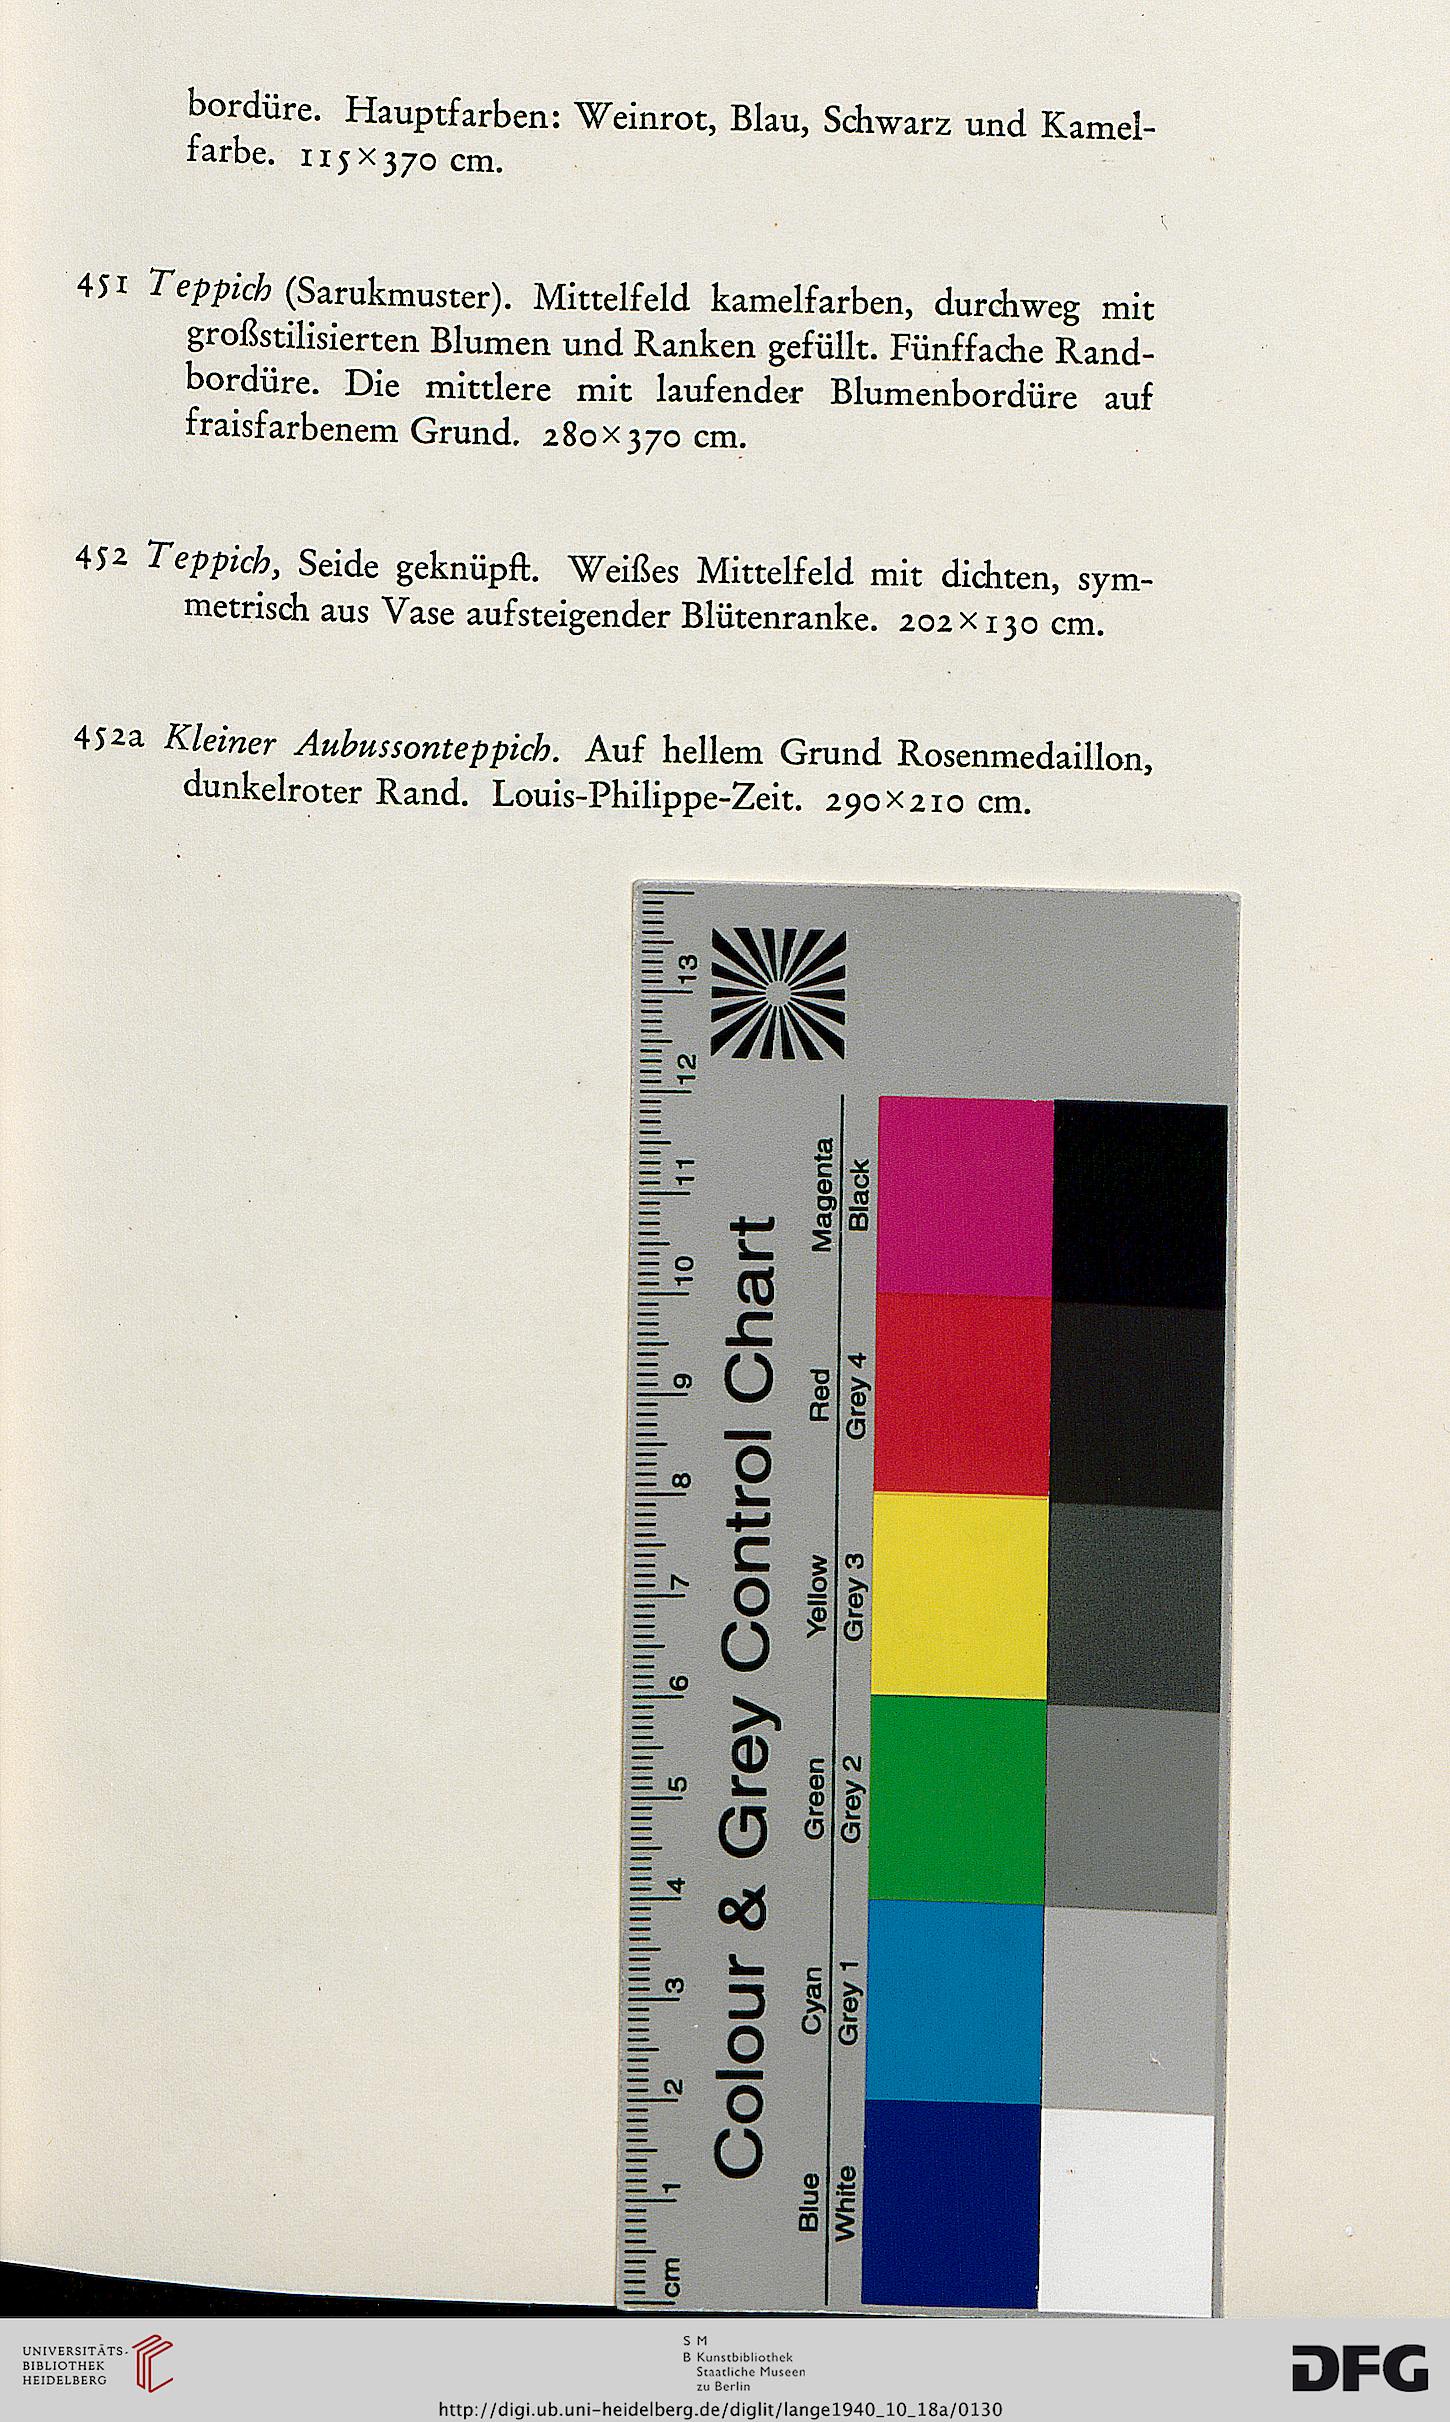 bordüre. Hauptfarben: Weinrot, Blau, Schwarz und Kamel-
farbe. 115×370 cm.
451 Teppich (Sarukmuster). Mittelfeld kamelfarben, durchweg mit
großstilisierten Blumen und Ranken gefüllt. Fünffache Rand-
bordüre. Die mittlere mit laufender Blumenbordüre auf
fraisfarbenem Grund. 280×370 cm.
452 Teppich, Seide geknüpft. Weißes Mittelfeld mit dichten, sym-
metrisch aus Vase aufsteigender Blütenranke. 202×130 cm.
452a Kleiner Aubussonteppich. Auf hellem Grund Rosenmedaillon,
dunkelroter Rand. Louis-Philippe-Zeit. 290×210 cm.
cm 1 2 3 4 5 6 7 8 9 10 11 12 13
Colour & Grey Control Chart
Blue Cyan Green Yellow Red Magenta
White Grey 1 Grey 2 Grey 3 Grey 4 Black
UNIVERSITÄTS-
BIBLIOTHEK
HEIDELBERG
S M
B Kunstbibliothek
Staatliche Museen
zu Berlin
DFG
http://digi.ub.uni-heidelberg.de/diglit/lange1940_10_18a/0130